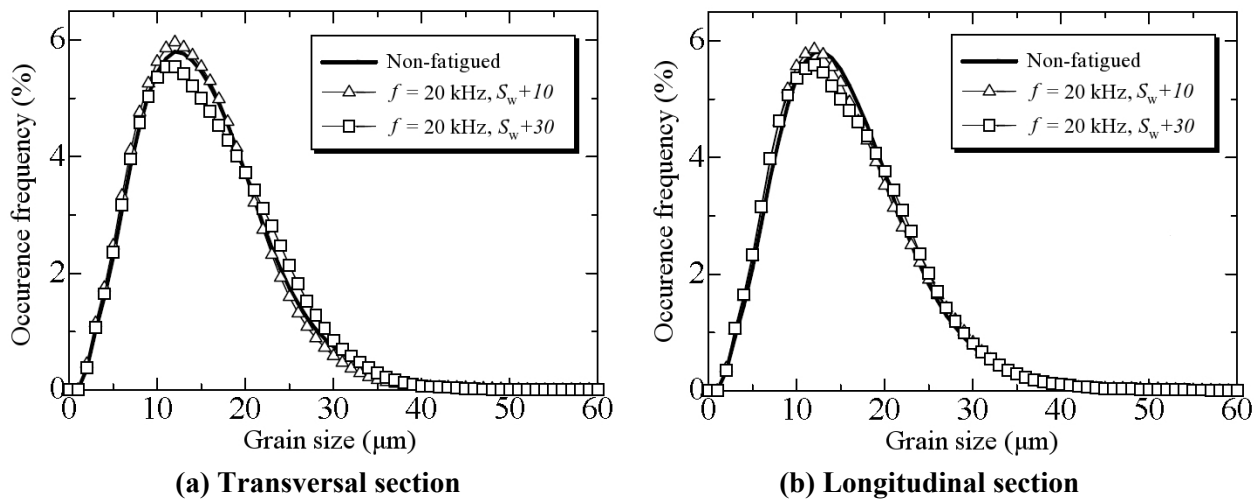 Occurence frequency (%)
6
4
2
0
0 10 20 30 40 50 60
Grain size (μm)
Non-fatigued
f = 20 kHz, Sw+10
f = 20 kHz, Sw+30
(a) Transversal section
Occurence frequency (%)
6
4
2
0
0 10 20 30 40 50 60
Grain size (μm)
Non-fatigued
f = 20 kHz, Sw+10
f = 20 kHz, Sw+30
(b) Longitudinal section